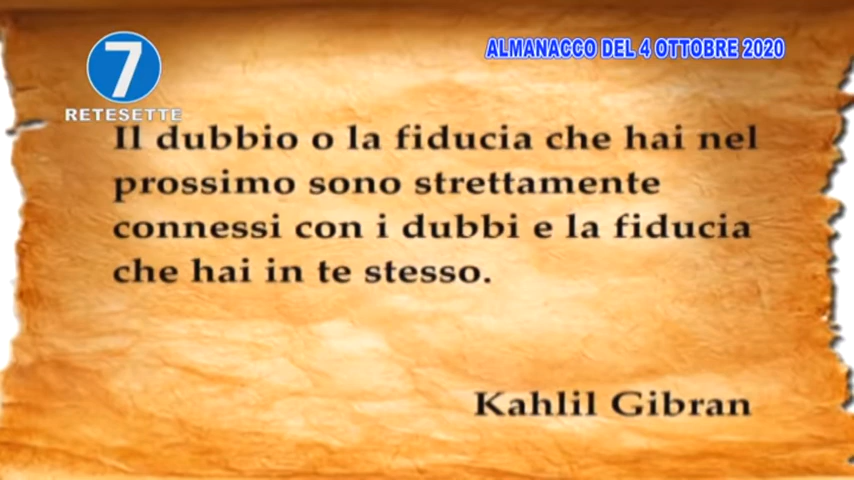 7
RETESETTE
ALMANACCO DEL 4 OTTOBRE 2020
Il dubbio o la fiducia che hai nel
prossimo sono strettamente
connessi con i dubbi e la fiducia
che hai in te stesso.
Kahlil Gibran